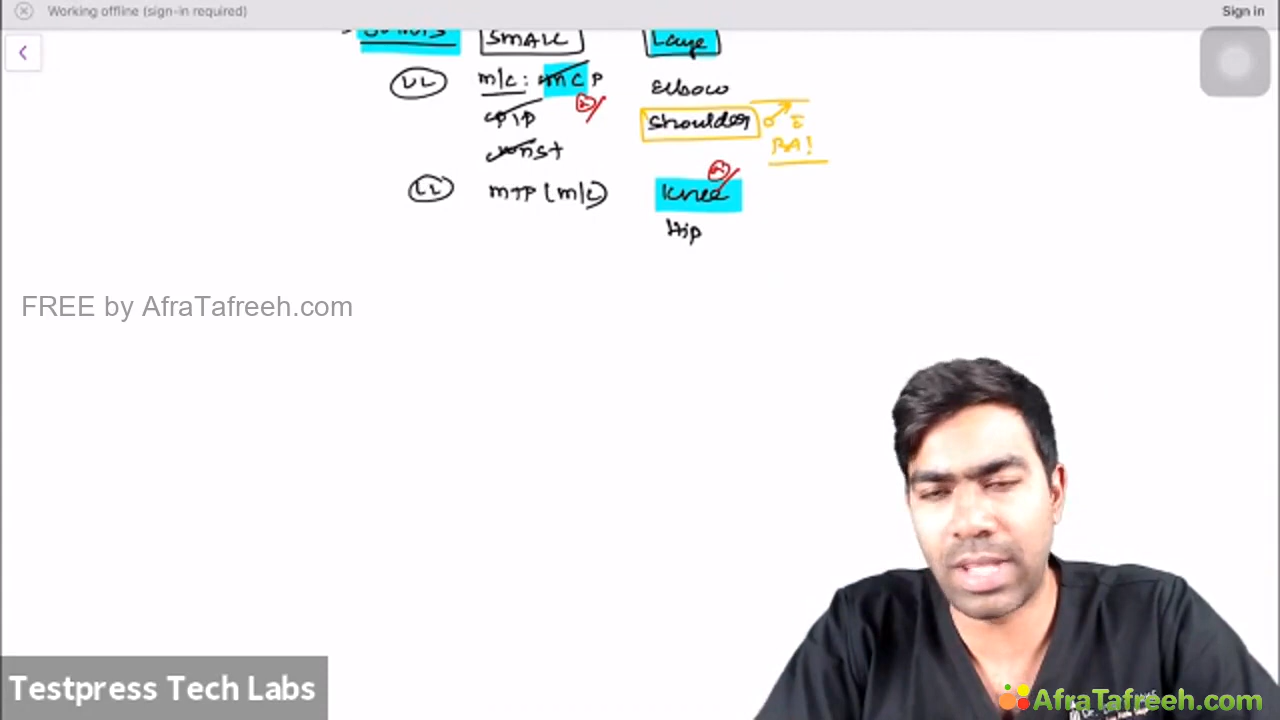 Working offline (sign-in required)
Sign in
Joints SMALL Large
UL m/c : MCP Elbow
PIP Shoulder
RA!
Wrist
LL MTP (m/c) Knee
Hip
FREE by AfraTafreeh.com
Testpress Tech Labs
AfraTafreeh.com